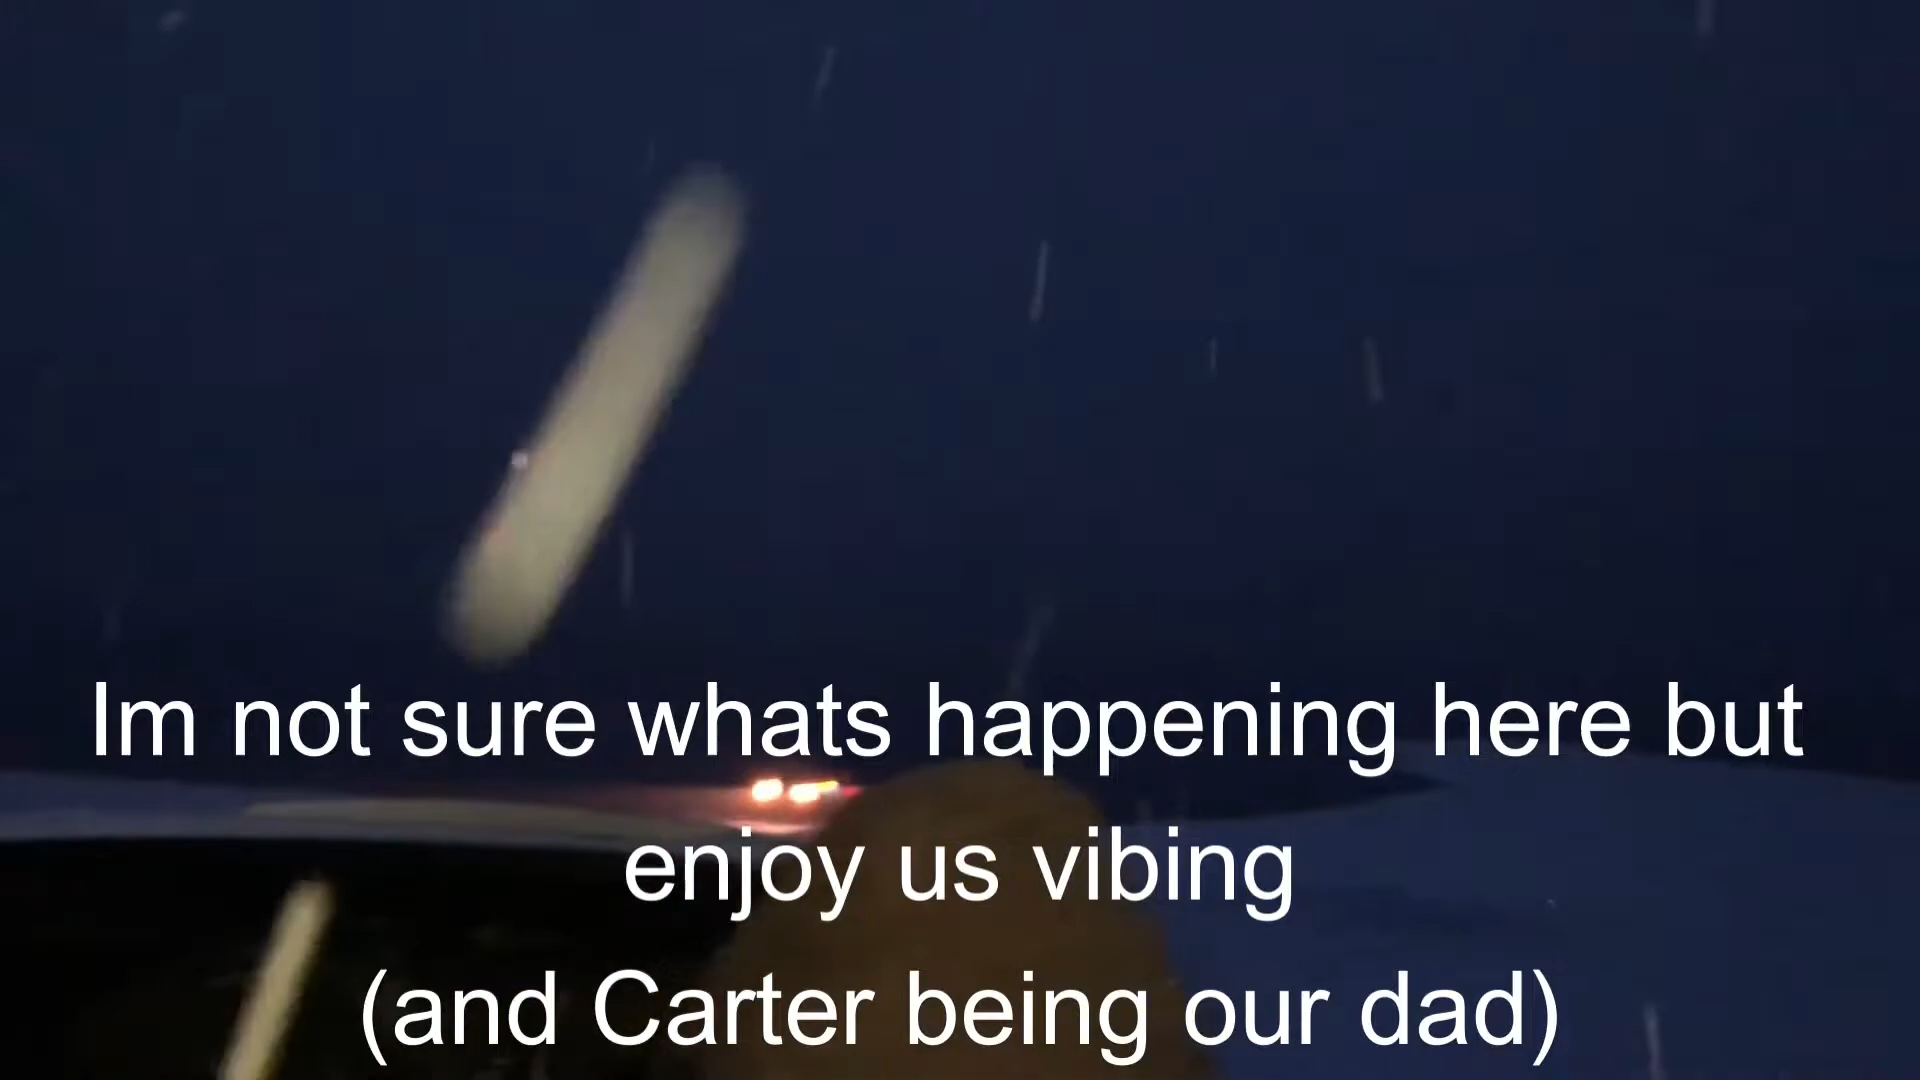 Im not sure whats happening here but
enjoy us vibing
(and Carter being our dad)